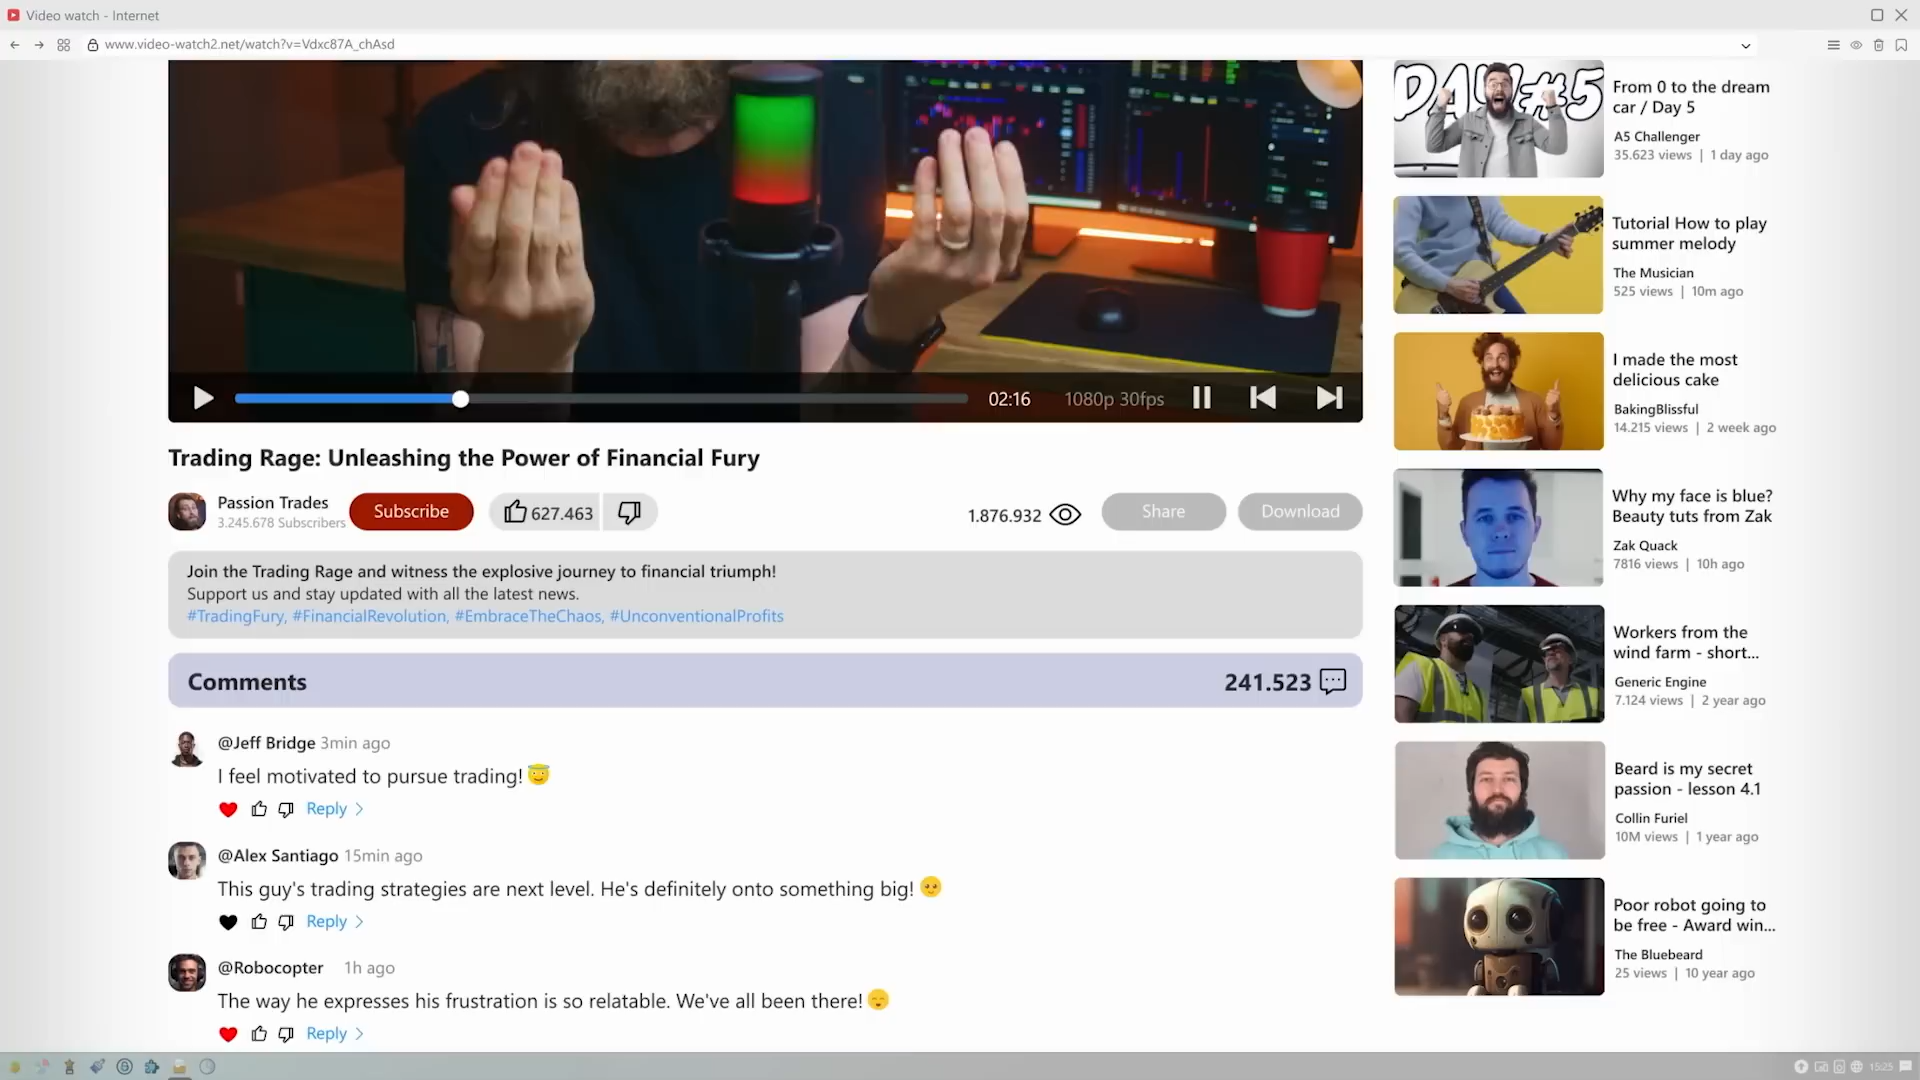 Video watch - Internet
www.video-watch2.net/watch?v=Vdxc87A_chAsd
02:16 1080p 30fps
Trading Rage: Unleashing the Power of Financial Fury
Passion Trades
3.245.678 Subscribers
Subscribe
627.463
1.876.932
Share
Download
Join the Trading Rage and witness the explosive journey to financial triumph!
Support us and stay updated with all the latest news.
#TradingFury, #FinancialRevolution, #EmbraceTheChaos, #UnconventionalProfits
Comments
241.523
@Jeff Bridge 3min ago
I feel motivated to pursue trading! 😇
Reply
@Alex Santiago 15min ago
This guy's trading strategies are next level. He's definitely onto something big!
Reply
@Robocopter 1h ago
The way he expresses his frustration is so relatable. We've all been there!
Reply
DAY#5
From 0 to the dream
car / Day 5
A5 Challenger
35.623 views | 1 day ago
Tutorial How to play
summer melody
The Musician
525 views | 10m ago
I made the most
delicious cake
BakingBlissful
14.215 views | 2 week ago
Why my face is blue?
Beauty tuts from Zak
Zak Quack
7816 views | 10h ago
Workers from the
wind farm - short...
Generic Engine
7.124 views | 2 year ago
Beard is my secret
passion - lesson 4.1
Collin Furiel
10M views | 1 year ago
Poor robot going to
be free - Award win...
The Bluebeard
25 views | 10 year ago
15:25